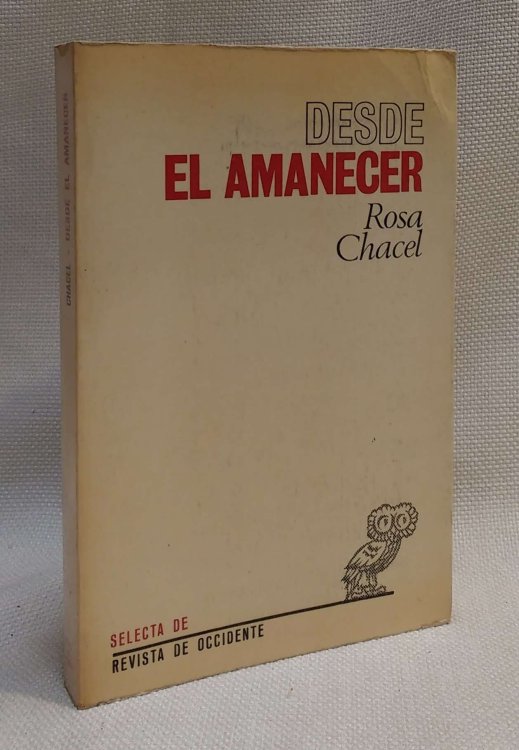 DESDE
EL AMANECER
Rosa
Chacel
SELECTA DE
REVISTA DE OCCIDENTE
CHACEL - DESDE EL AMANECER